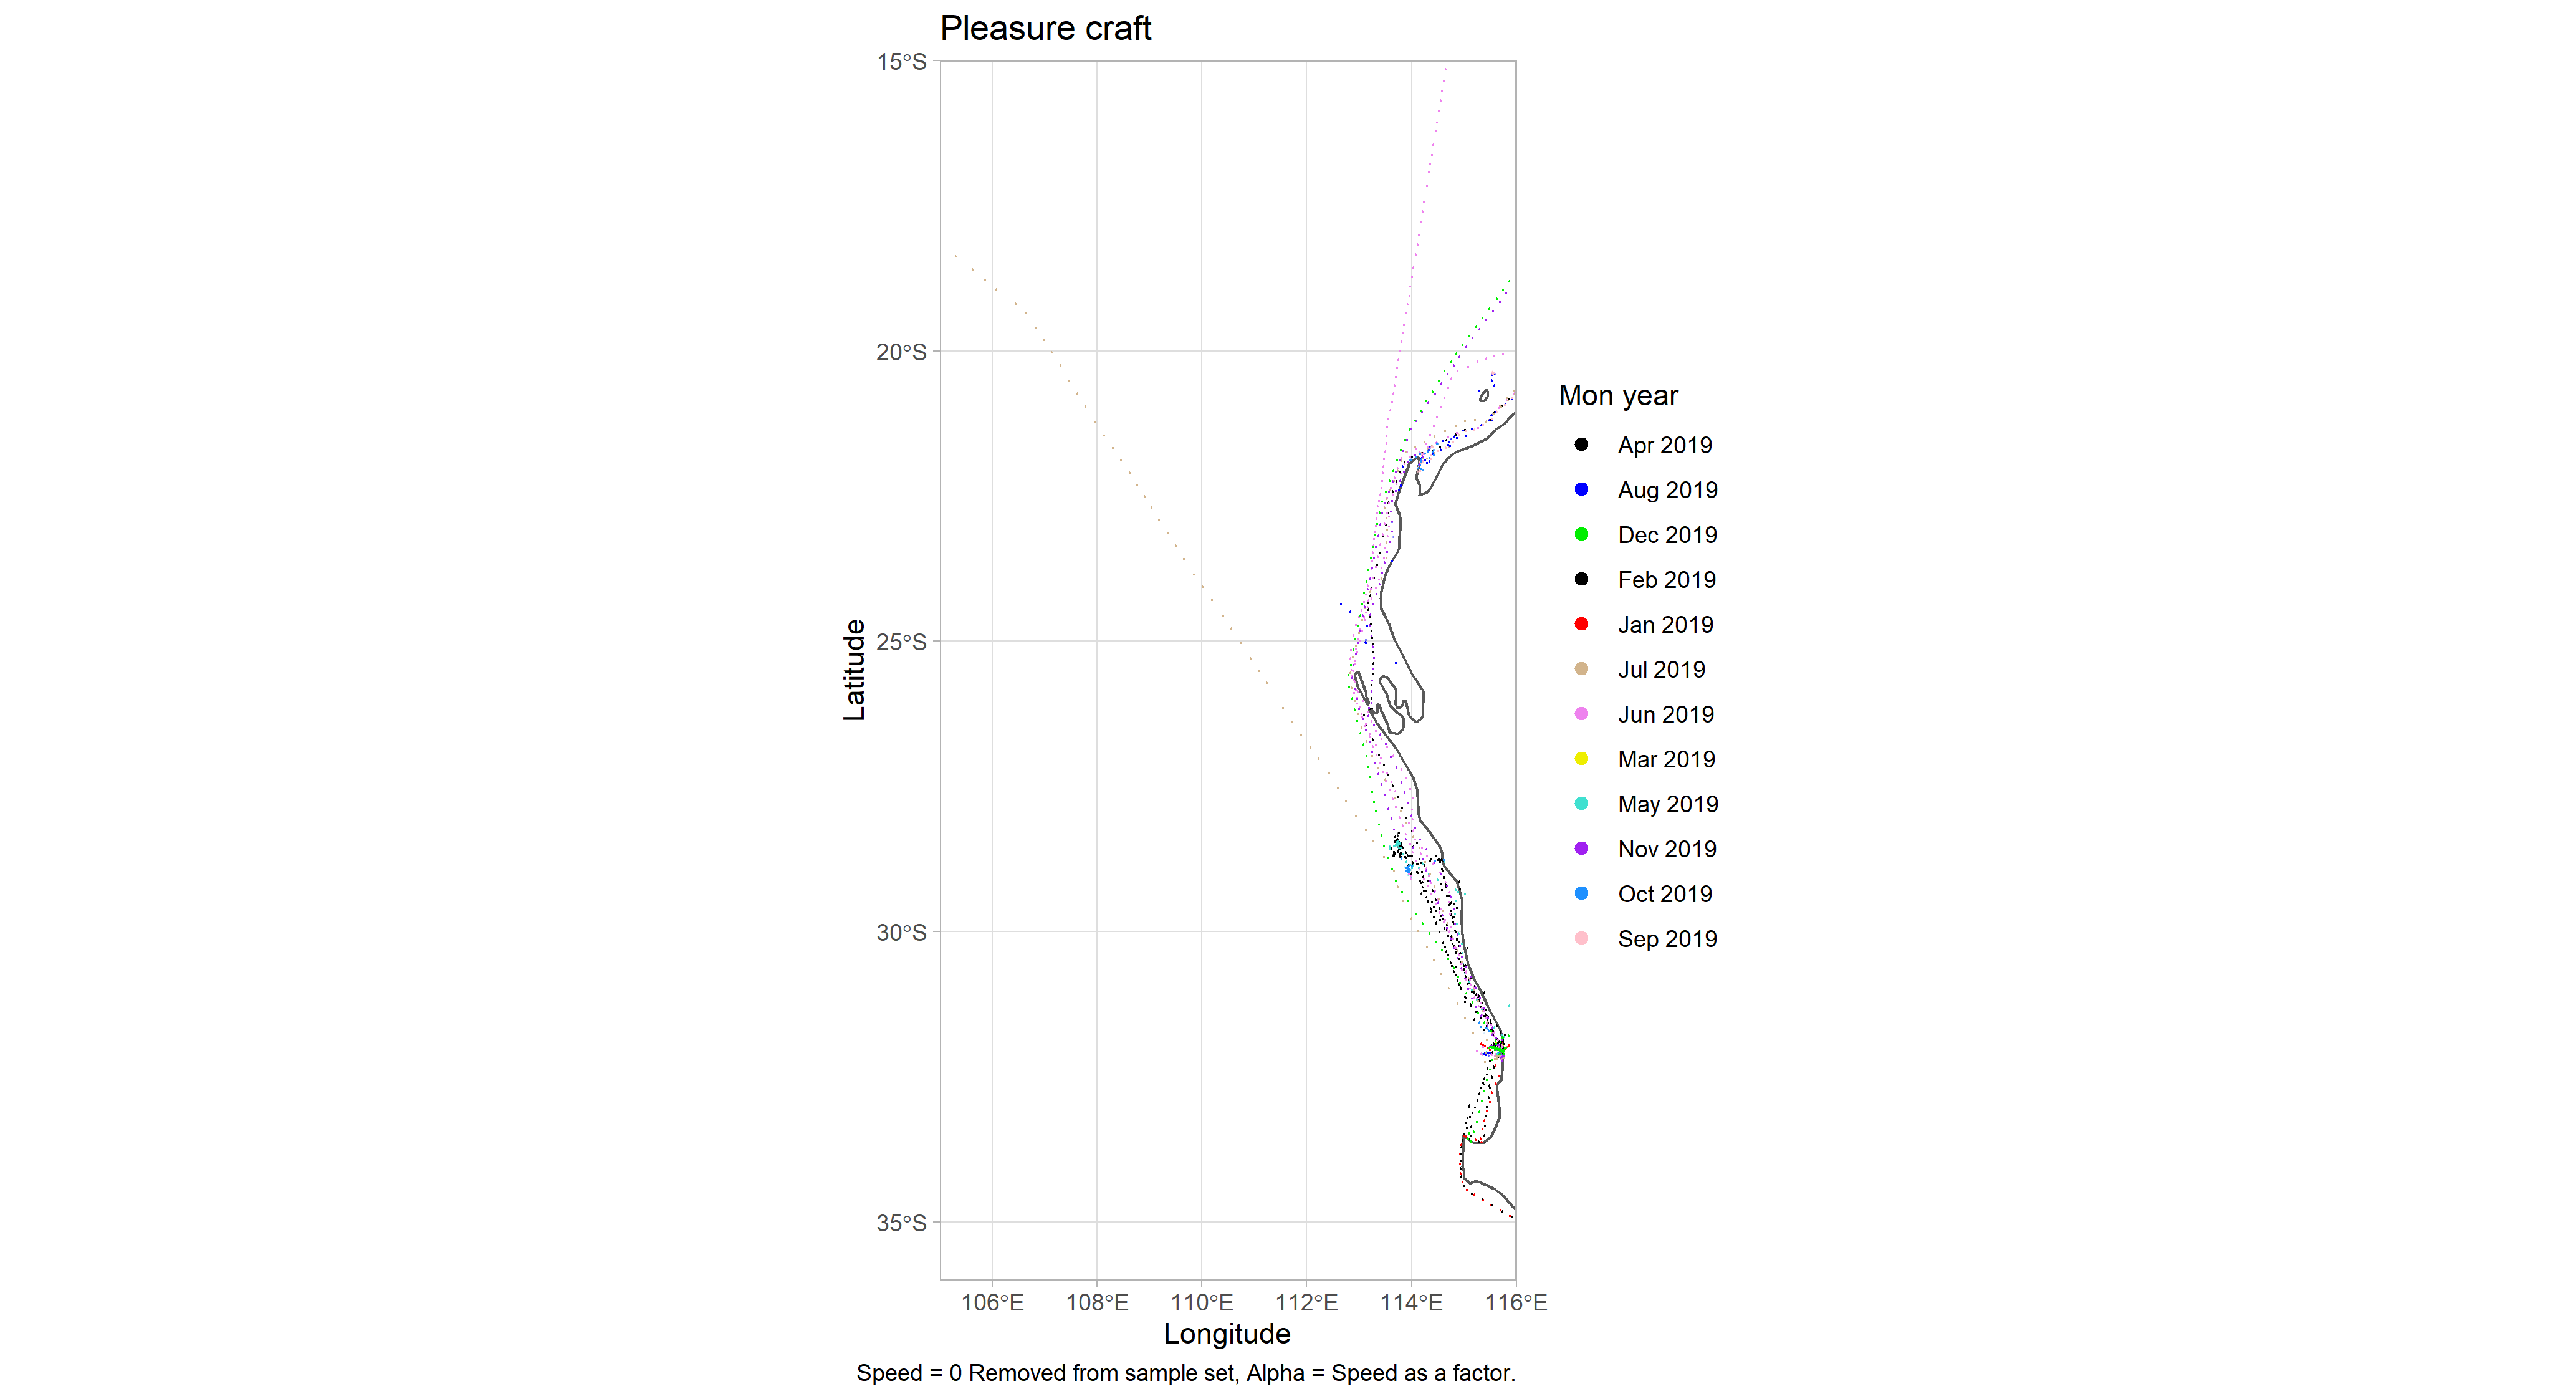 Pleasure craft
15°S
20°S
25°S
30°S
35°S
Latitude
106°E 108°E 110°E 112°E 114°E 116°E
Longitude
Speed = 0 Removed from sample set, Alpha = Speed as a factor.
Mon year
Apr 2019
Aug 2019
Dec 2019
Feb 2019
Jan 2019
Jul 2019
Jun 2019
Mar 2019
May 2019
Nov 2019
Oct 2019
Sep 2019